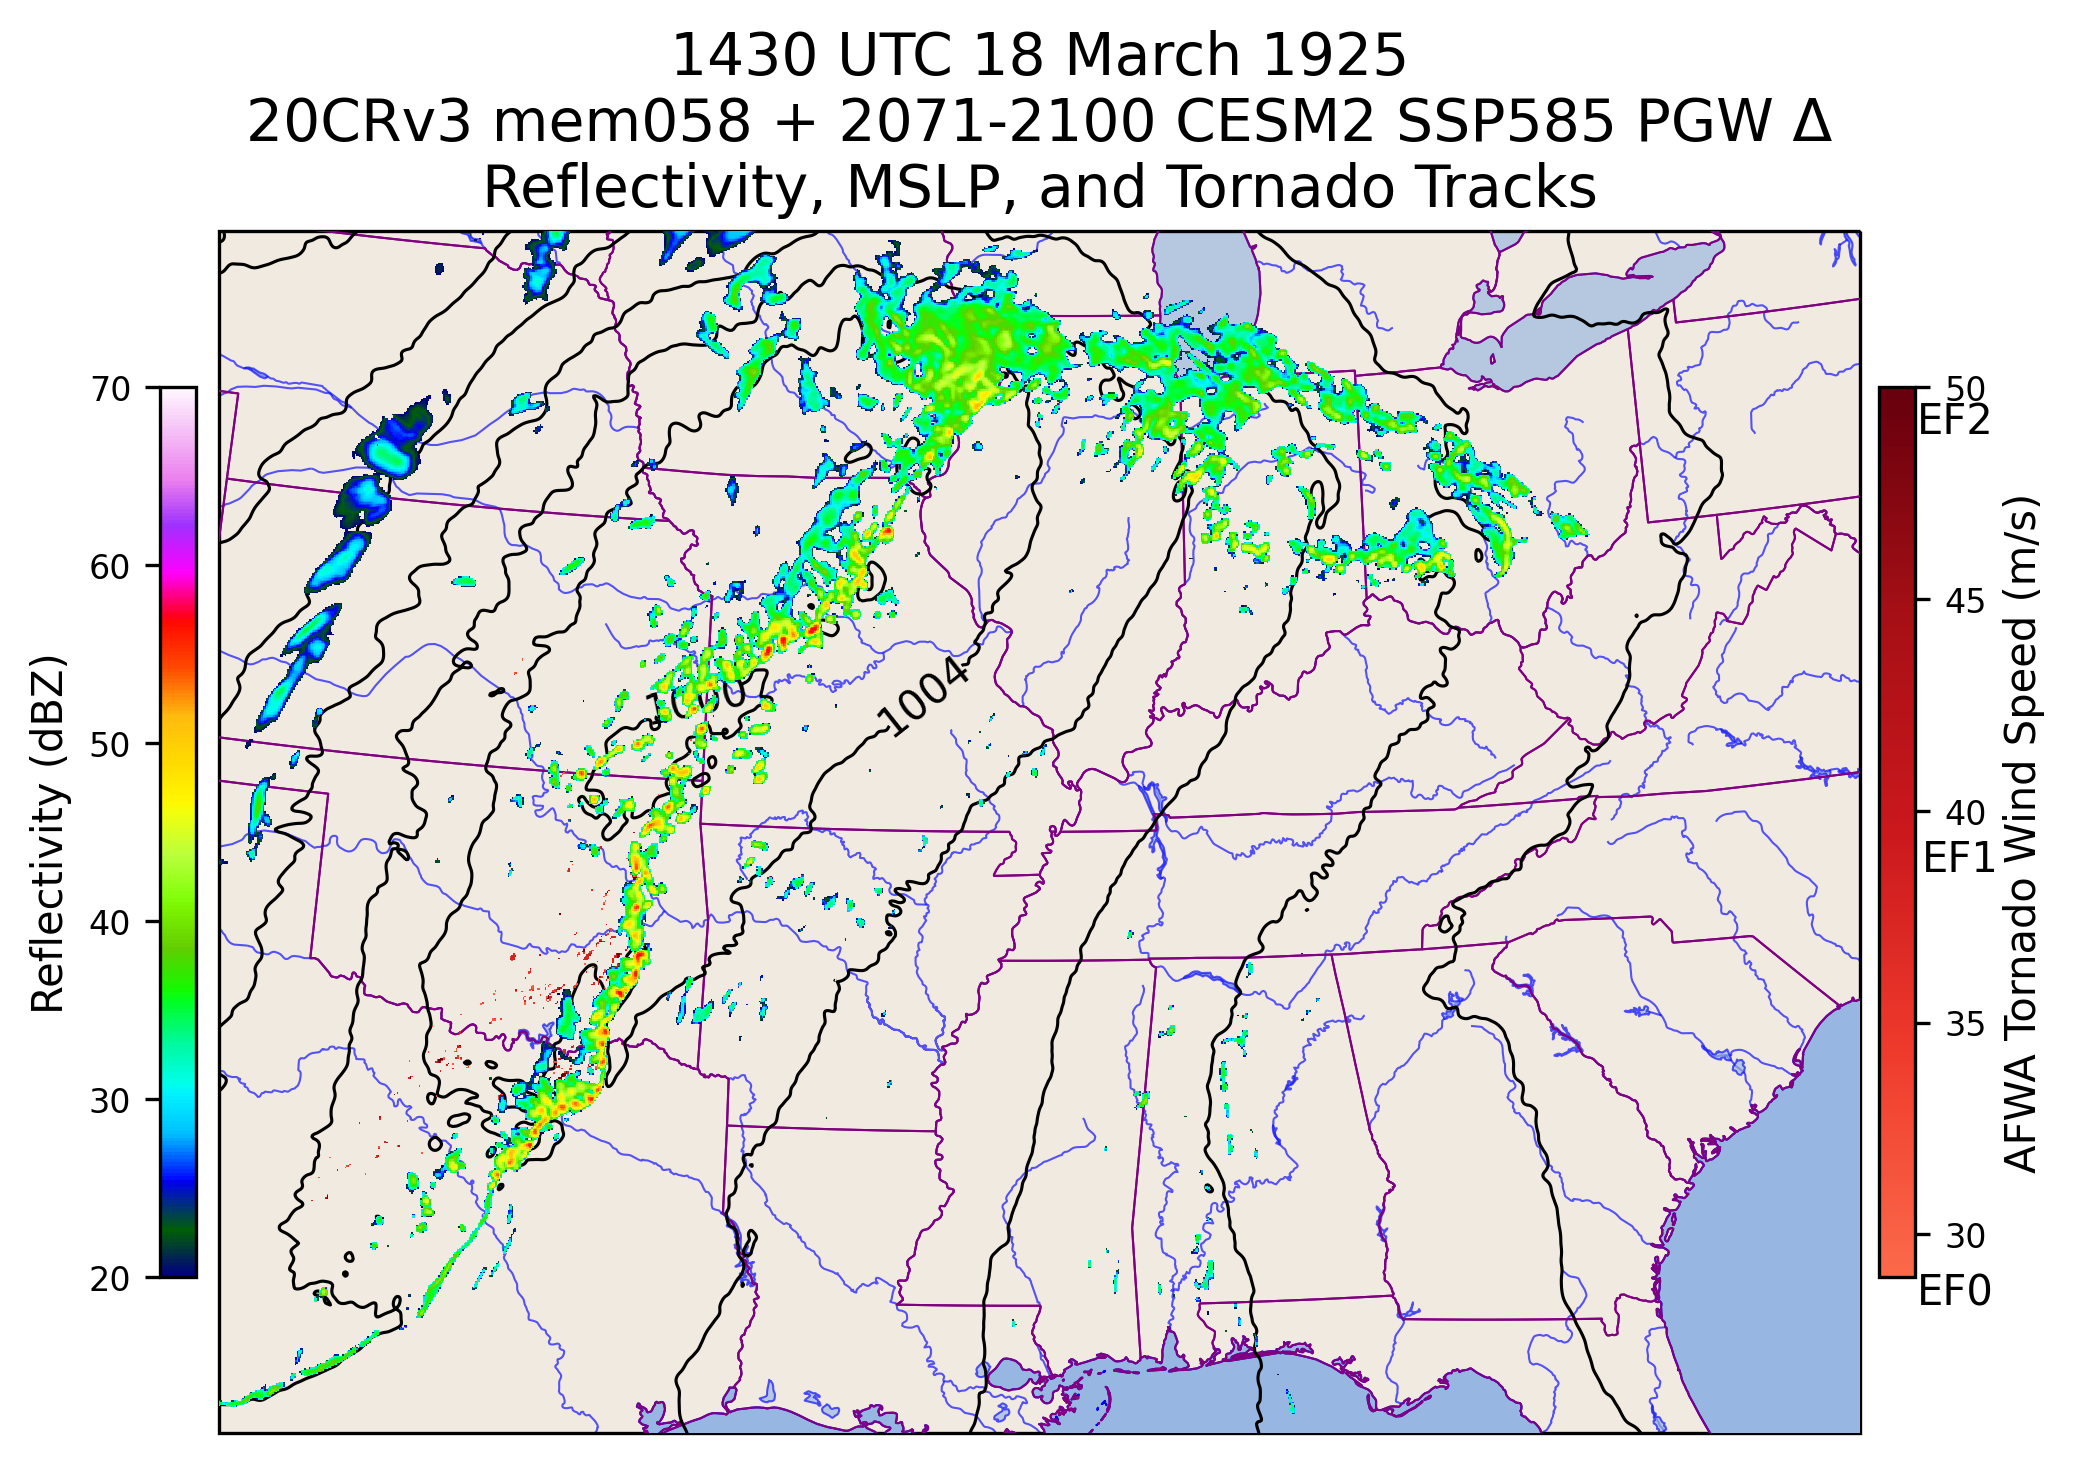 1430 UTC 18 March 1925
20CRv3 mem058 + 2071-2100 CESM2 SSP585 PGW Δ
Reflectivity, MSLP, and Tornado Tracks
70
60
50
40
30
20
Reflectivity (dBZ)
1004
50
EF2
45
40
EF1
35
30
EF0
AFWA Tornado Wind Speed (m/s)